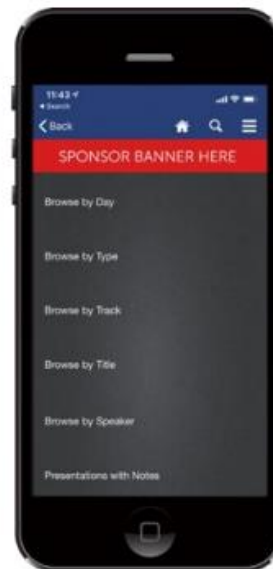 11:43
Search
Back
SPONSOR BANNER HERE
Browse by Day
Browse by Type
Browse by Track
Browse by Title
Browse by Speaker
Presentations with Notes